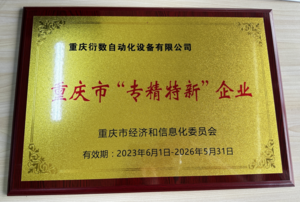 重庆衍数自动化设备有限公司
重庆市“专精特新”企业
重庆市经济和信息化委员会
有效期：2023年6月1日-2026年5月31日